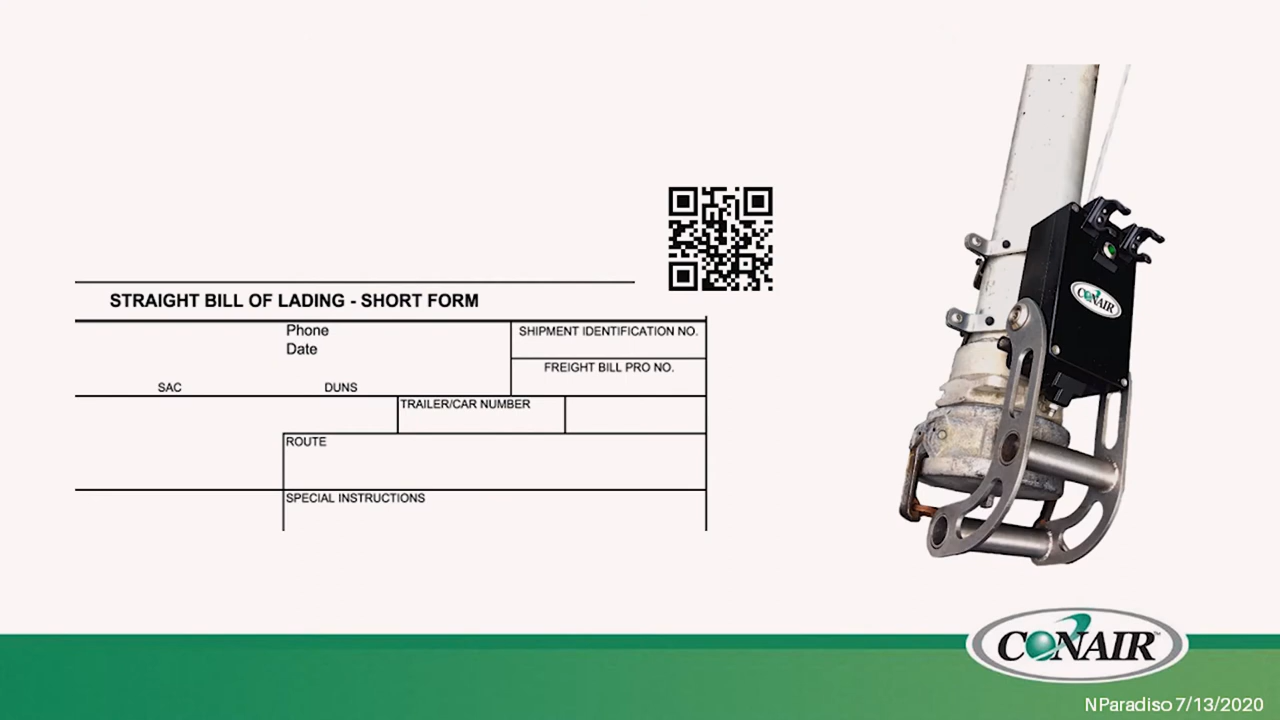 STRAIGHT BILL OF LADING - SHORT FORM
Phone
SHIPMENT IDENTIFICATION NO.
Date
FREIGHT BILL PRO NO.
SAC DUNS
TRAILER/CAR NUMBER
ROUTE
SPECIAL INSTRUCTIONS
CONAIR
CONAIR™
NParadiso 7/13/2020